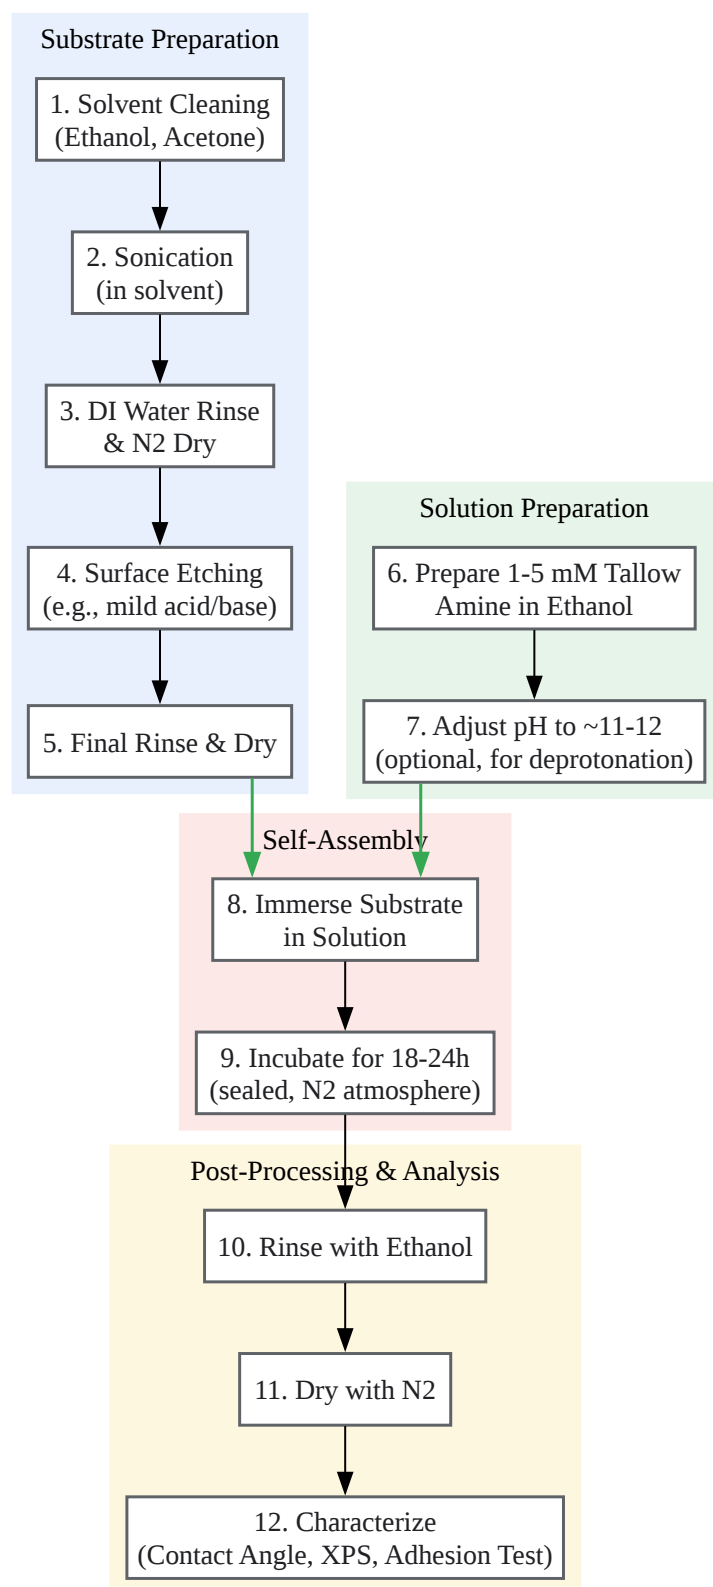 Substrate Preparation
1. Solvent Cleaning
(Ethanol, Acetone)
2. Sonication
(in solvent)
3. DI Water Rinse
& N2 Dry
4. Surface Etching
(e.g., mild acid/base)
5. Final Rinse & Dry
Solution Preparation
6. Prepare 1-5 mM Tallow
Amine in Ethanol
7. Adjust pH to ~11-12
(optional, for deprotonation)
Self-Assembly
8. Immerse Substrate
in Solution
9. Incubate for 18-24h
(sealed, N2 atmosphere)
Post-Processing & Analysis
10. Rinse with Ethanol
11. Dry with N2
12. Characterize
(Contact Angle, XPS, Adhesion Test)